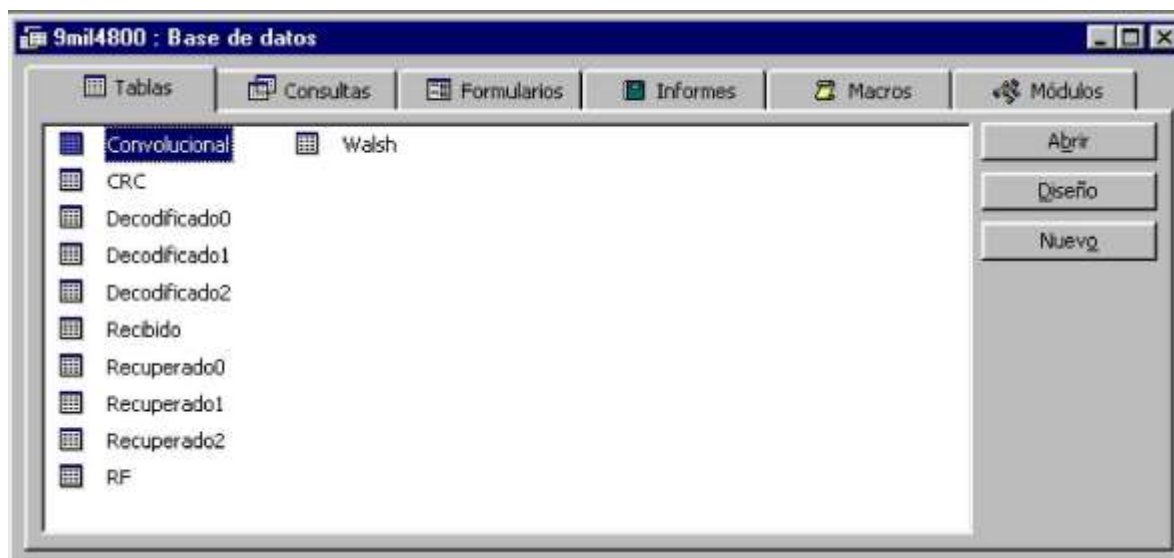 9mil4800 : Base de datos
Tablas Consultas Formularios Informes Macros Módulos
Convolucional Walsh Abrir
CRC
Diseño
Decodificado0
Nuevo
Decodificado1
Decodificado2
Recibido
Recuperado0
Recuperado1
Recuperado2
RF